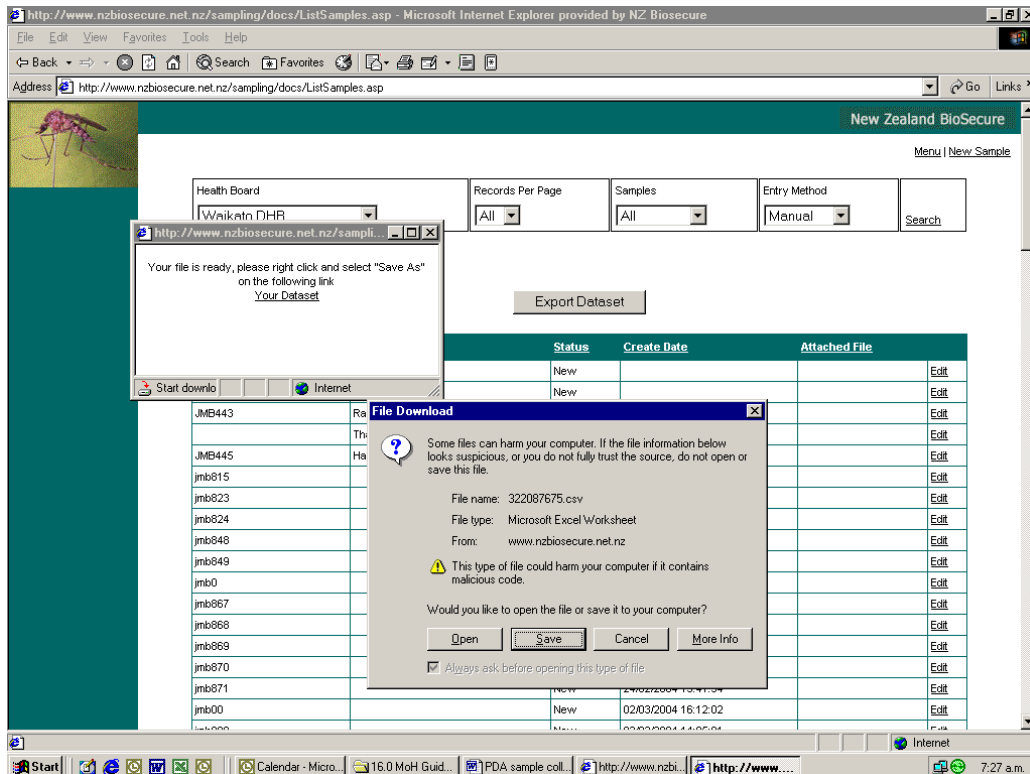 http://www.nzbiosecure.net.nz/sampling/docs/ListSamples.asp - Microsoft Internet Explorer provided by NZ Biosecure
File Edit View Favorites Tools Help
Back Search Favorites
Address http://www.nzbiosecure.net.nz/sampling/docs/ListSamples.asp Go Links
New Zealand BioSecure
Menu | New Sample
Health Board Records Per Page Samples Entry Method
Waikato DHB All All Manual Search
http://www.nzbiosecure.net.nz/sampli...
Your file is ready, please right click and select "Save As"
on the following link
Your Dataset
Start downlo Internet
Export Dataset
Status Create Date Attached File
New Edit
New Edit
JMB443 Ra Edit
Edit
JMB445 Ha Edit
jmb815 Edit
jmb823 Edit
jmb824 Edit
jmb848 Edit
jmb849 Edit
jmb0 Edit
jmb867 Edit
jmb868 Edit
jmb869 Edit
jmb870 Edit
jmb871 Edit
jmb00 New 02/03/2004 16:12:02 Edit
File Download
Some files can harm your computer. If the file information below
looks suspicious, or you do not fully trust the source, do not open or
save this file.
File name: 322087675.csv
File type: Microsoft Excel Worksheet
From: www.nzbiosecure.net.nz
This type of file could harm your computer if it contains
malicious code.
Would you like to open the file or save it to your computer?
Open Save Cancel More Info
Always ask before opening this type of file
Internet
Start Calendar - Micro... 16.0 MoH Guid... PDA sample coll... http://www.nzbi... http://www.... 7:27 a.m.